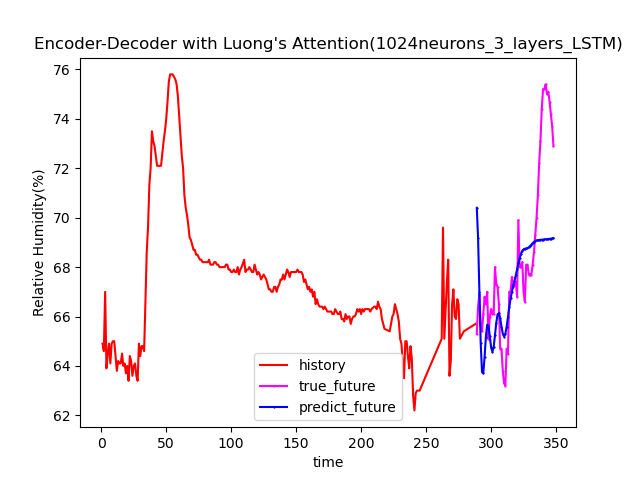 Encoder-Decoder with Luong's Attention(1024neurons_3_layers_LSTM)
76
74
72
70
68
66
64
62
Relative Humidity(%)
history
true_future
predict_future
0 50 100 150 200 250 300 350
time